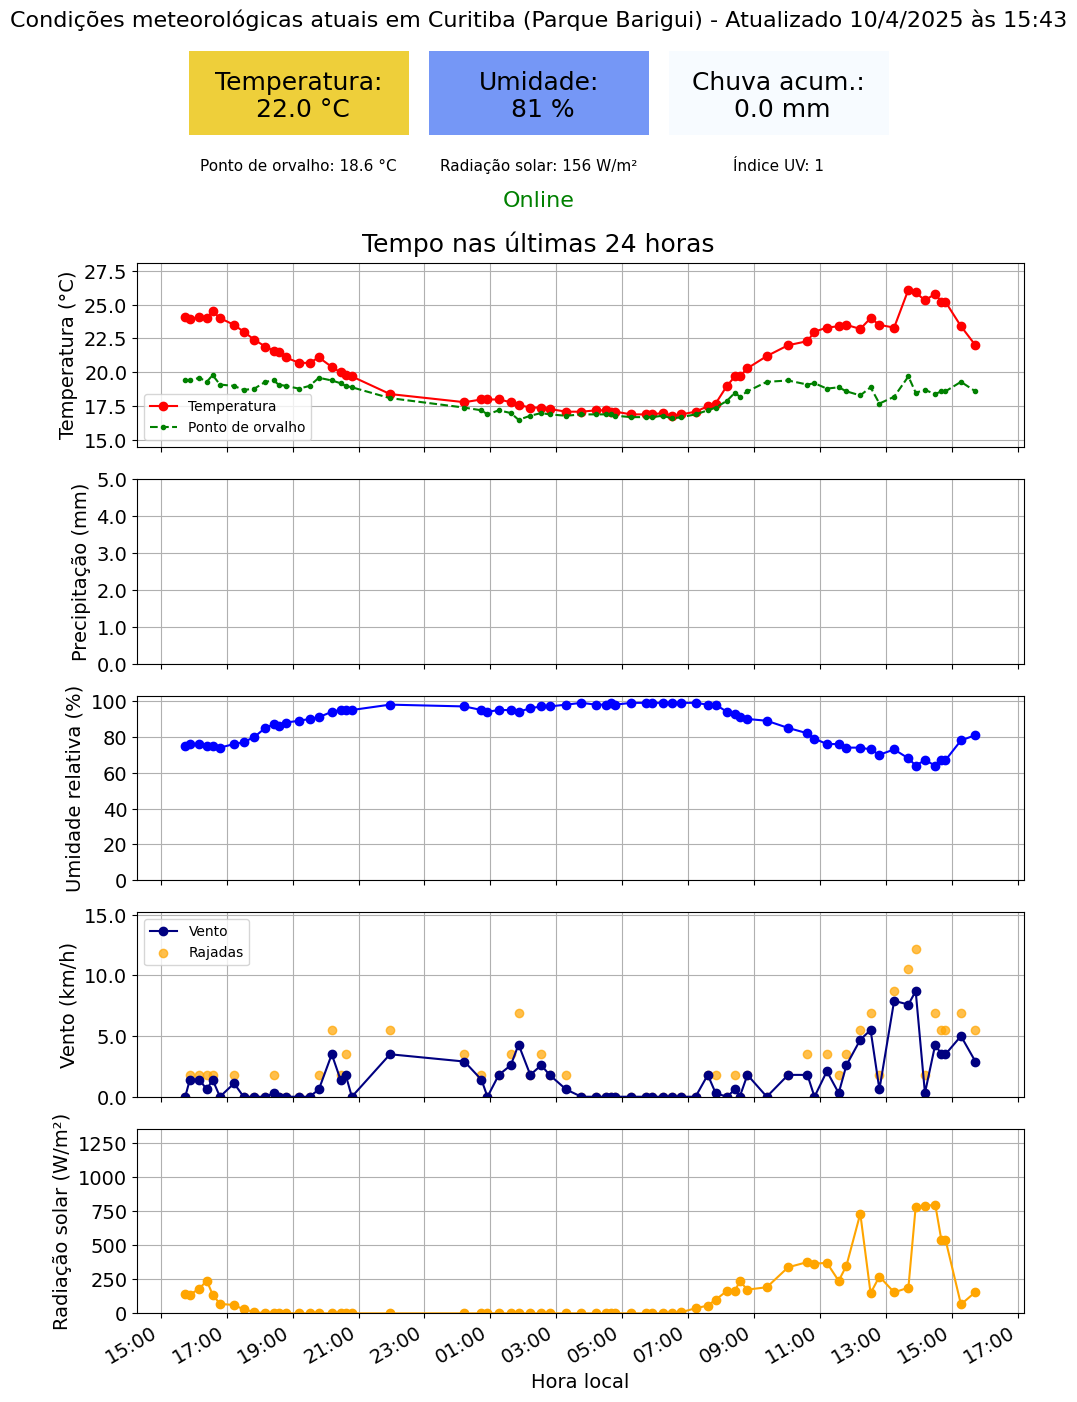 Condições meteorológicas atuais em Curitiba (Parque Barigui) - Atualizado 10/4/2025 às 15:43
Temperatura:
22.0 °C
Umidade:
81 %
Chuva acum.:
0.0 mm
Ponto de orvalho: 18.6 °C
Radiação solar: 156 W/m²
Índice UV: 1
Online
Tempo nas últimas 24 horas
Temperatura (°C)
27.5
25.0
22.5
20.0
17.5
15.0
Temperatura
Ponto de orvalho
Precipitação (mm)
5.0
4.0
3.0
2.0
1.0
0.0
Umidade relativa (%)
100
80
60
40
20
0
Vento (km/h)
15.0
10.0
5.0
0.0
Vento
Rajadas
Radiação solar (W/m²)
1250
1000
750
500
250
0
15:00
17:00
19:00
21:00
23:00
01:00
03:00
05:00
07:00
09:00
11:00
13:00
15:00
17:00
Hora local